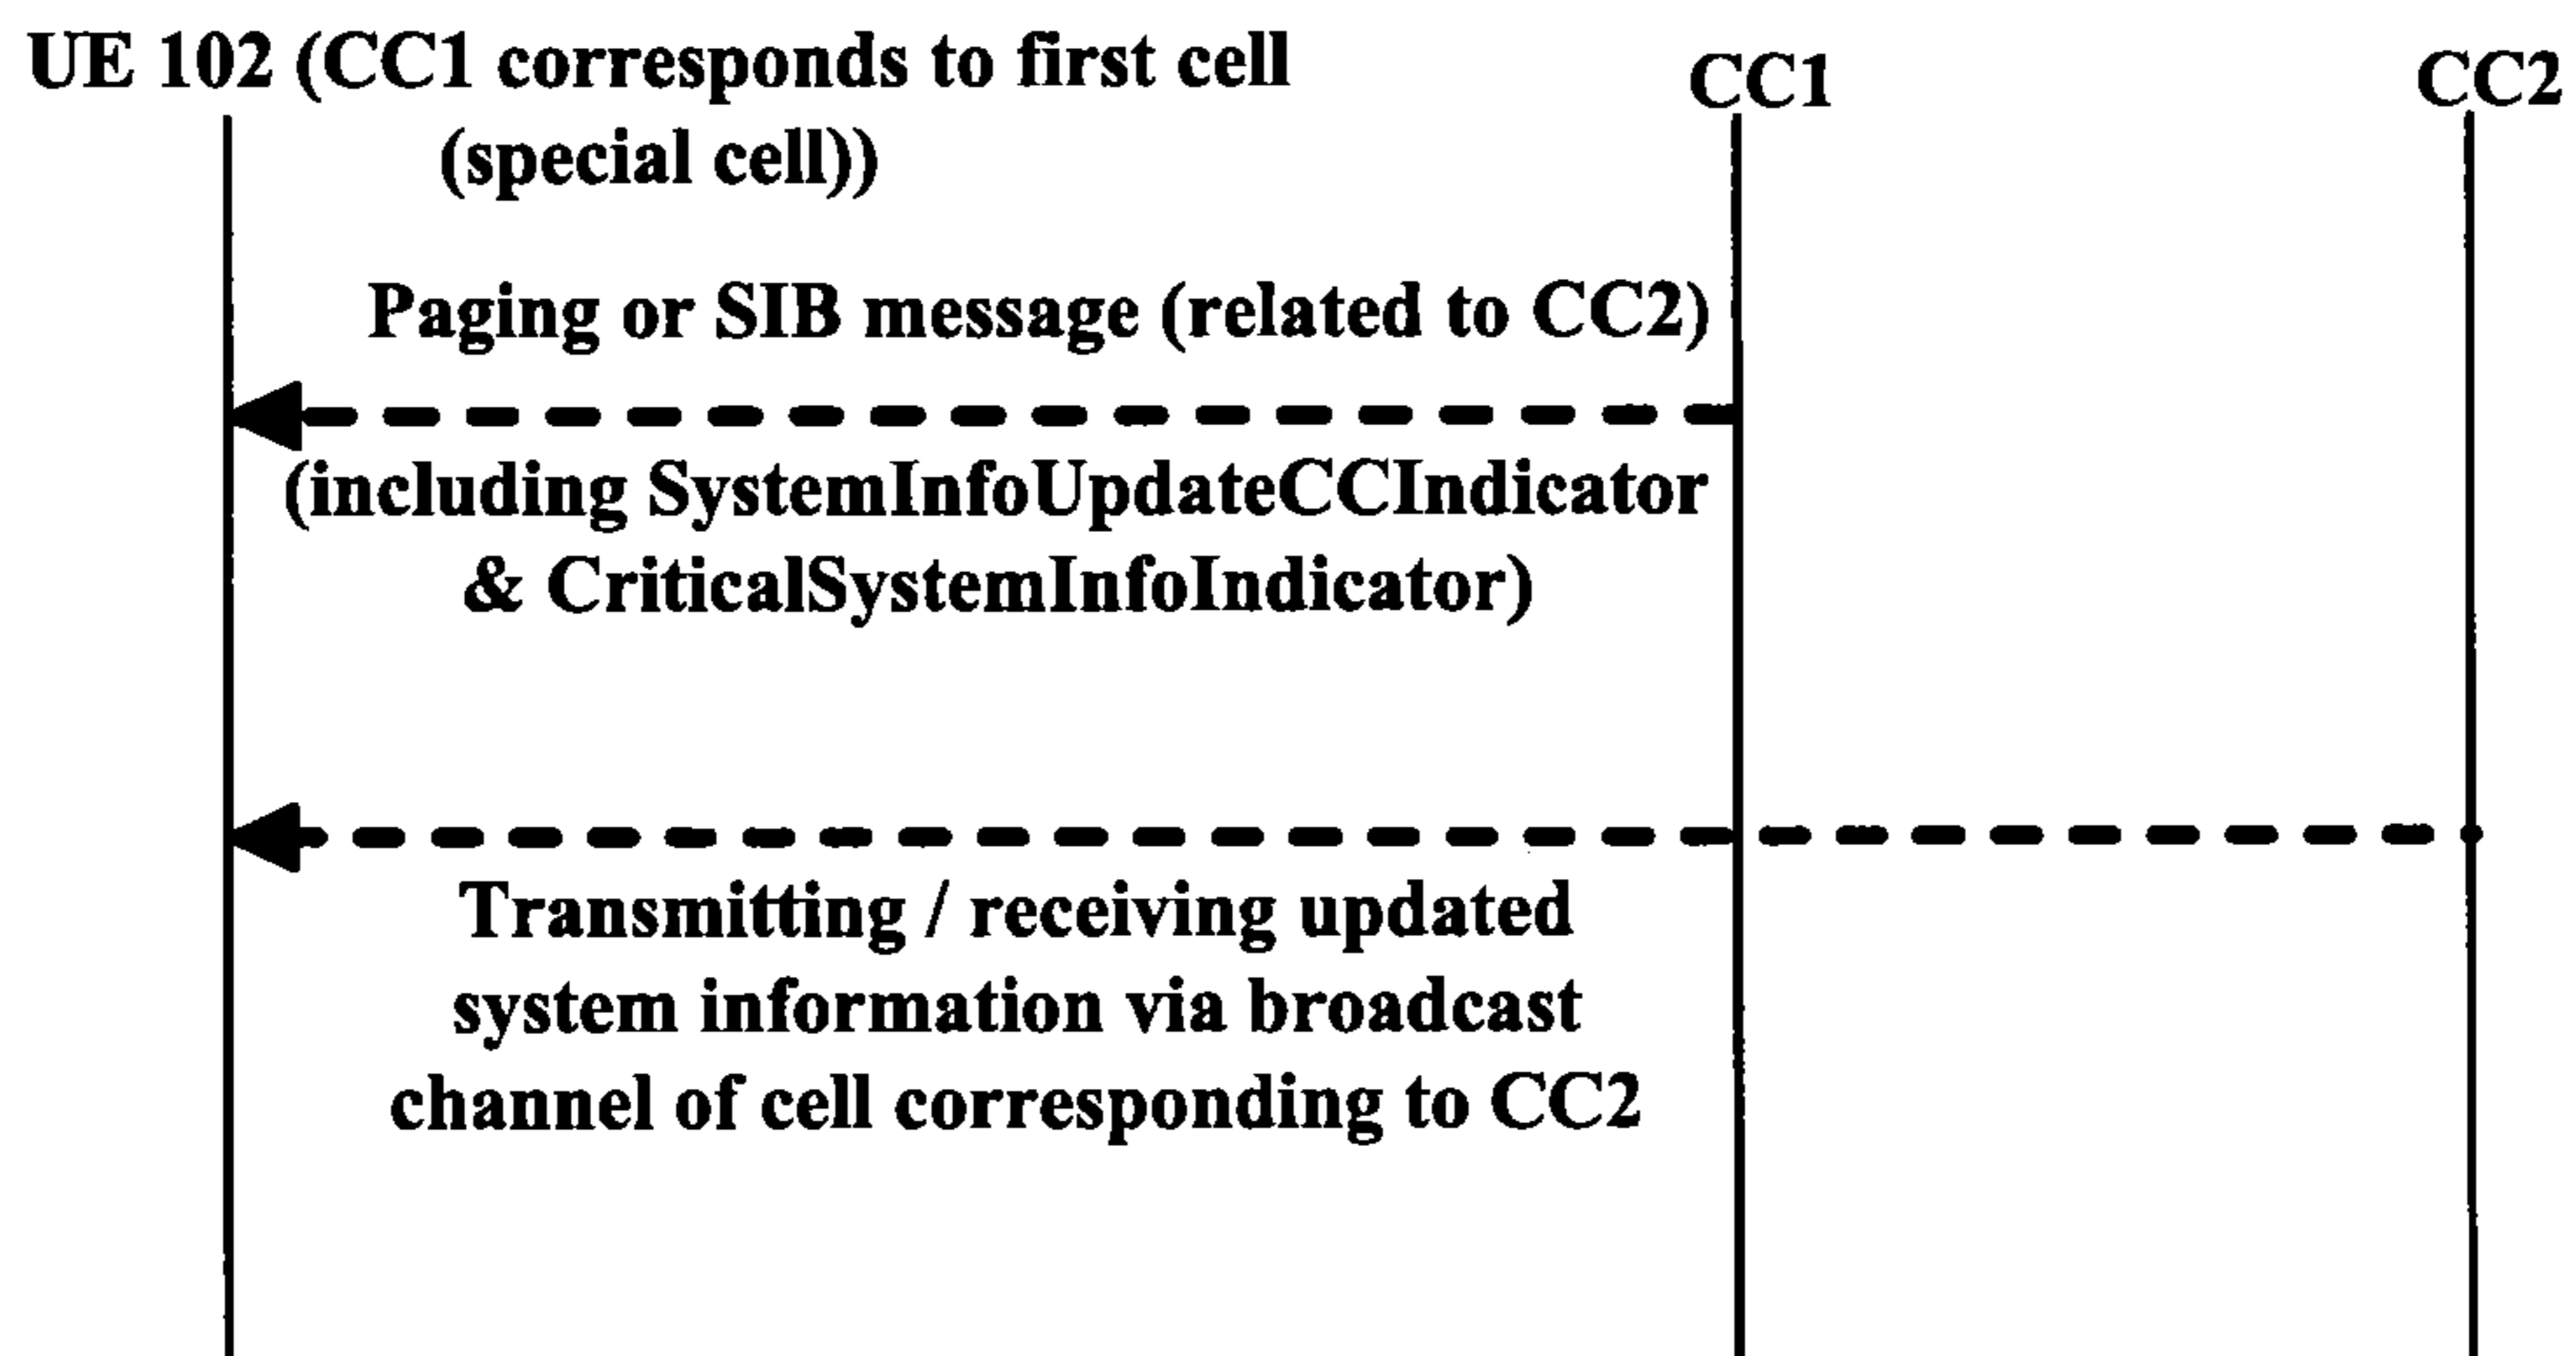 UE 102 (CC1 corresponds to first cell
(special cell))
CC1
CC2
Paging or SIB message (related to CC2)
(including SystemInfoUpdateCCIndicator
& CriticalSystemInfoIndicator)
Transmitting / receiving updated
system information via broadcast
channel of cell corresponding to CC2